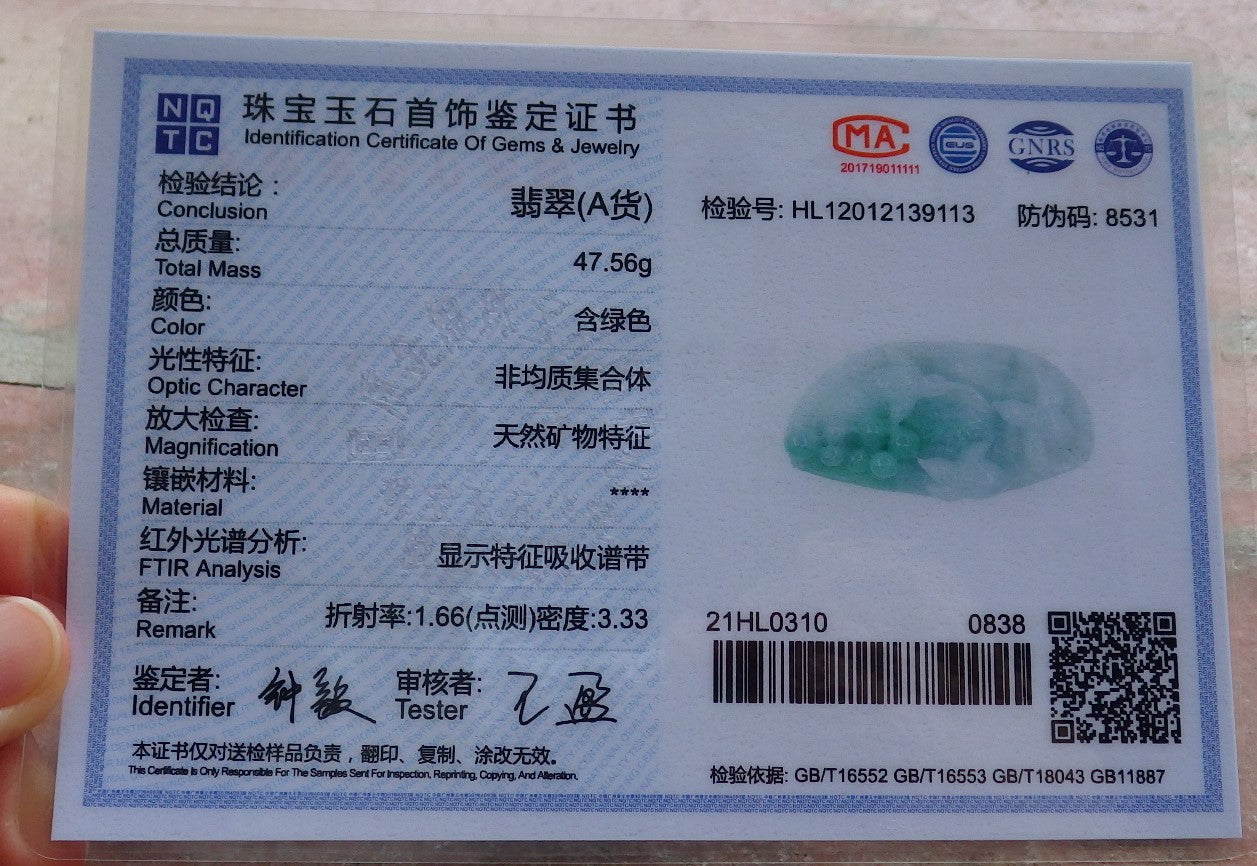 NQ
TC
珠宝玉石首饰鉴定证书
Identification Certificate Of Gems & Jewelry
检验结论：
Conclusion
翡翠(A货)
总质量:
Total Mass
47.56g
颜色:
Color
含绿色
光性特征:
Optic Character
非均质集合体
放大检查:
Magnification
天然矿物特征
镶嵌材料:
Material
****
红外光谱分析:
FTIR Analysis
显示特征吸收谱带
备注:
Remark
折射率:1.66(点测)密度:3.33
鉴定者:
Identifier
审核者:
Tester
本证书仅对送检样品负责，翻印、复制、涂改无效。
This Certificate Is Only Responsible For The Samples Sent For Inspection, Reprinting, Copying, And Alteration.
MA
201719011111
GNRS
检验号: HL12012139113
防伪码: 8531
21HL0310
0838
检验依据: GB/T16552 GB/T16553 GB/T18043 GB11887